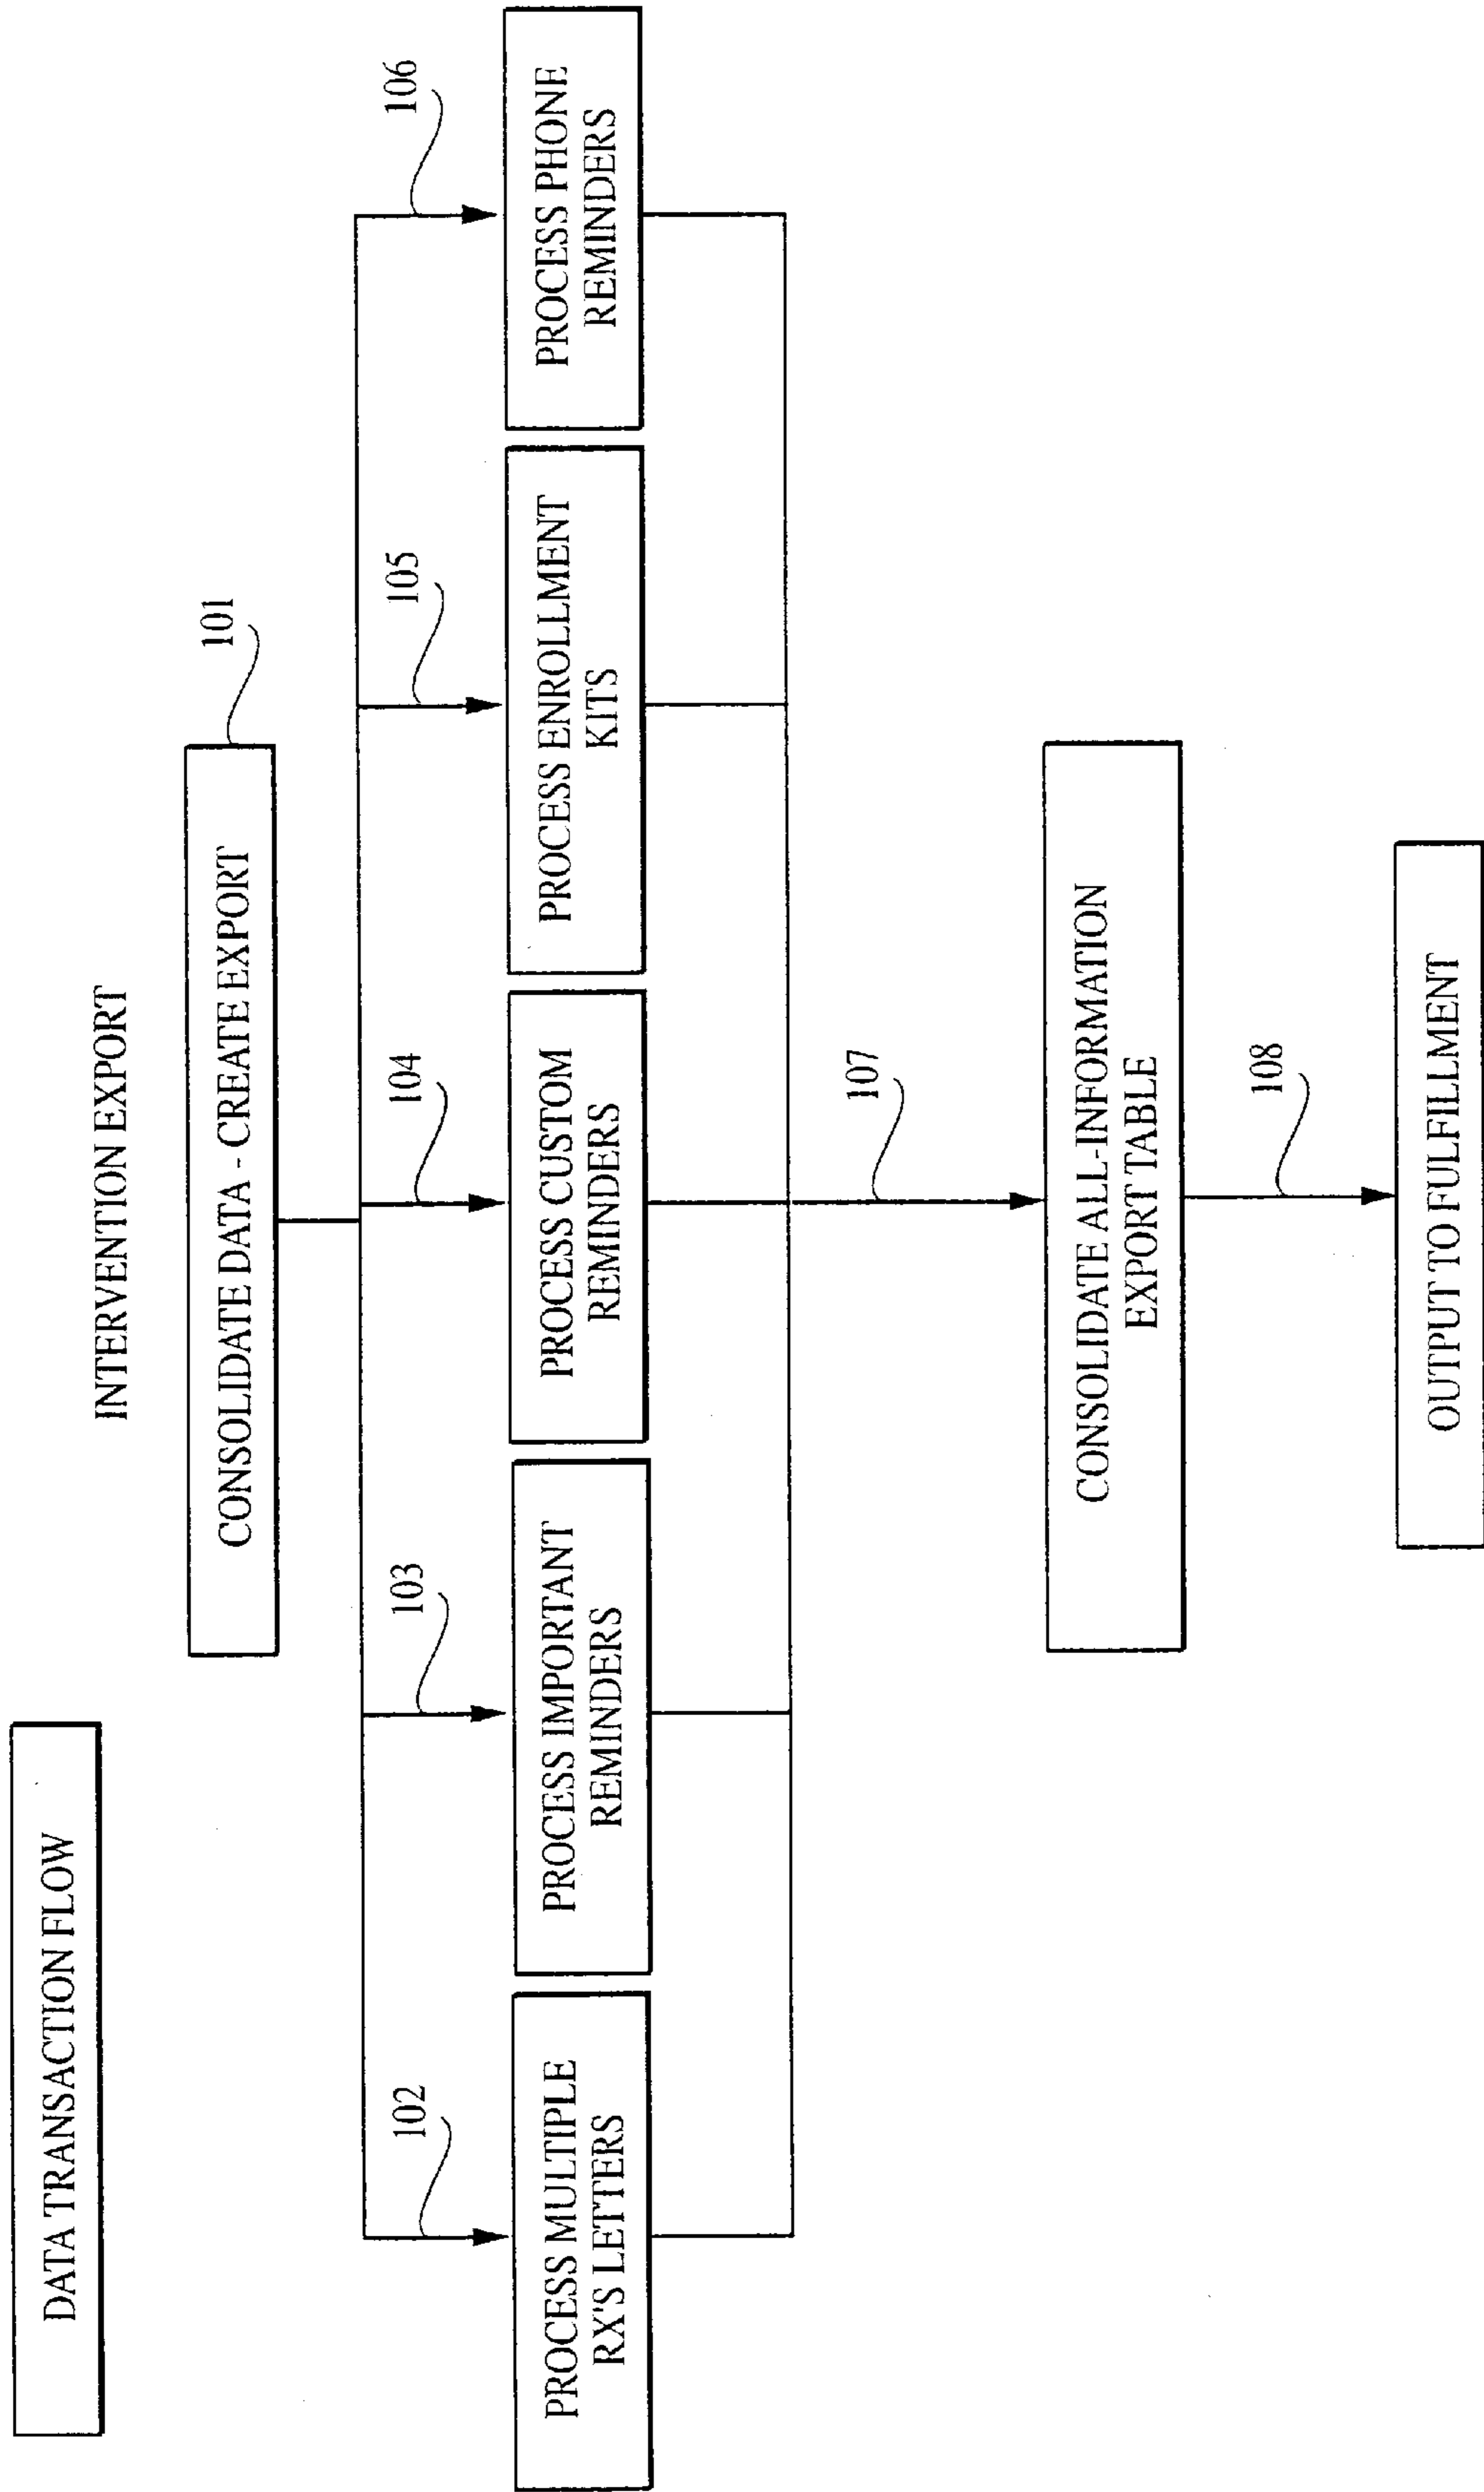 DATA TRANSACTION FLOW
INTERVENTION EXPORT
101
CONSOLIDATE DATA - CREATE EXPORT
102
103
104
105
106
PROCESS MULTIPLE
RX'S LETTERS
PROCESS IMPORTANT
REMINDERS
PROCESS CUSTOM
REMINDERS
PROCESS ENROLLMENT
KITS
PROCESS PHONE
REMINDERS
107
CONSOLIDATE ALL-INFORMATION
EXPORT TABLE
108
OUTPUT TO FULFILLMENT